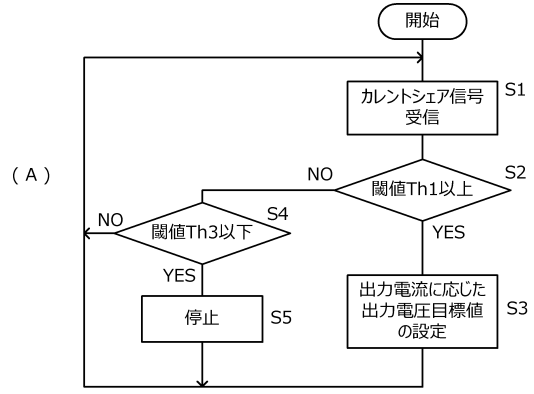 開始
カレントシェア信号
受信
S1
( A )
S2
閾値Th1以上
NO
YES
S4
閾値Th3以下
NO
YES
停止
S5
出力電流に応じた
出力電圧目標値
の設定
S3